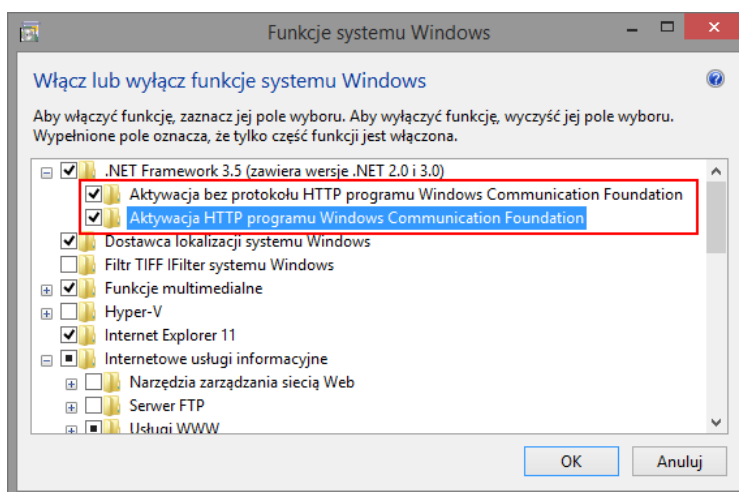 Funkcje systemu Windows
Włącz lub wyłącz funkcje systemu Windows
Aby włączyć funkcję, zaznacz jej pole wyboru. Aby wyłączyć funkcję, wyczyść jej pole wyboru.
Wypełnione pole oznacza, że tylko część funkcji jest włączona.
.NET Framework 3.5 (zawiera wersje .NET 2.0 i 3.0)
Aktywacja bez protokołu HTTP programu Windows Communication Foundation
Aktywacja HTTP programu Windows Communication Foundation
Dostawca lokalizacji systemu Windows
Filtr TIFF IFilter systemu Windows
Funkcje multimedialne
Hyper-V
Internet Explorer 11
Internetowe usługi informacyjne
Narzędzia zarządzania siecią Web
Serwer FTP
Usługi WWW
OK
Anuluj